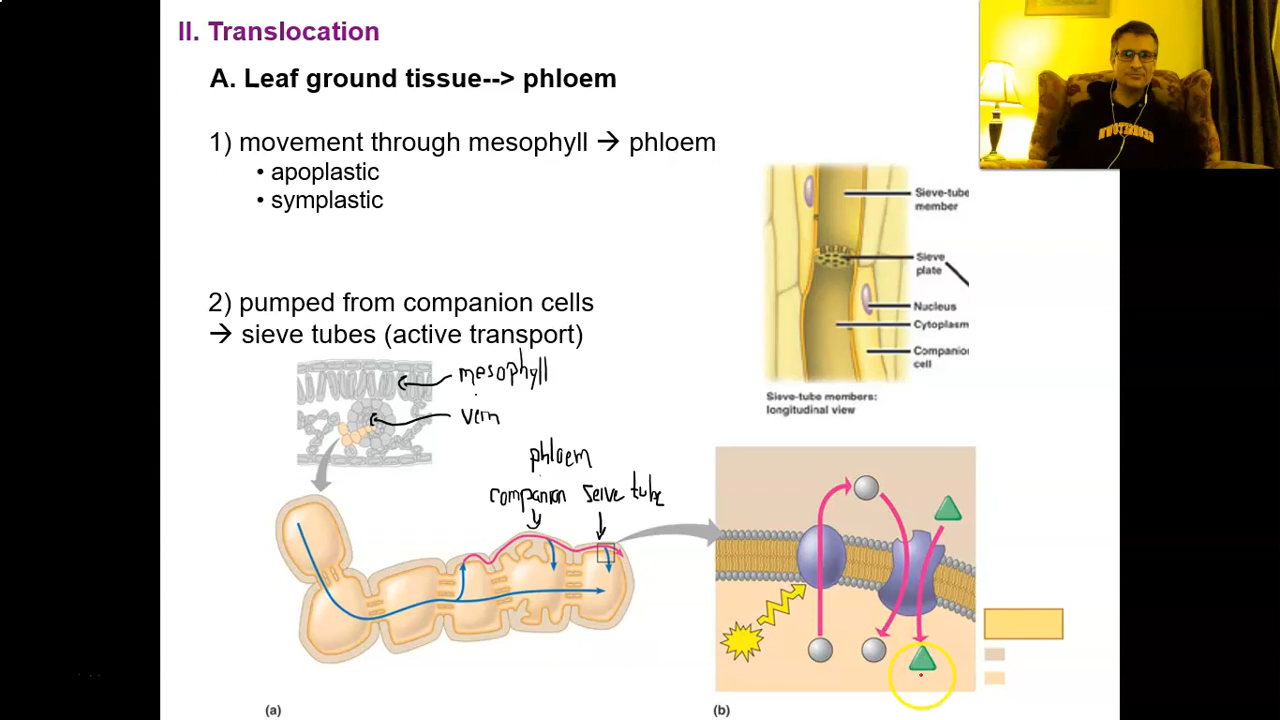 II. Translocation
A. Leaf ground tissue--> phloem
1) movement through mesophyll → phloem
• apoplastic
• symplastic
2) pumped from companion cells
→ sieve tubes (active transport)
mesophyll
vein
phloem
companion seive tube
Sieve-tube
member
Sieve
plate
Nucleus
Cytoplasm
Companion
cell
Sieve-tube members:
longitudinal view
(a)
(b)